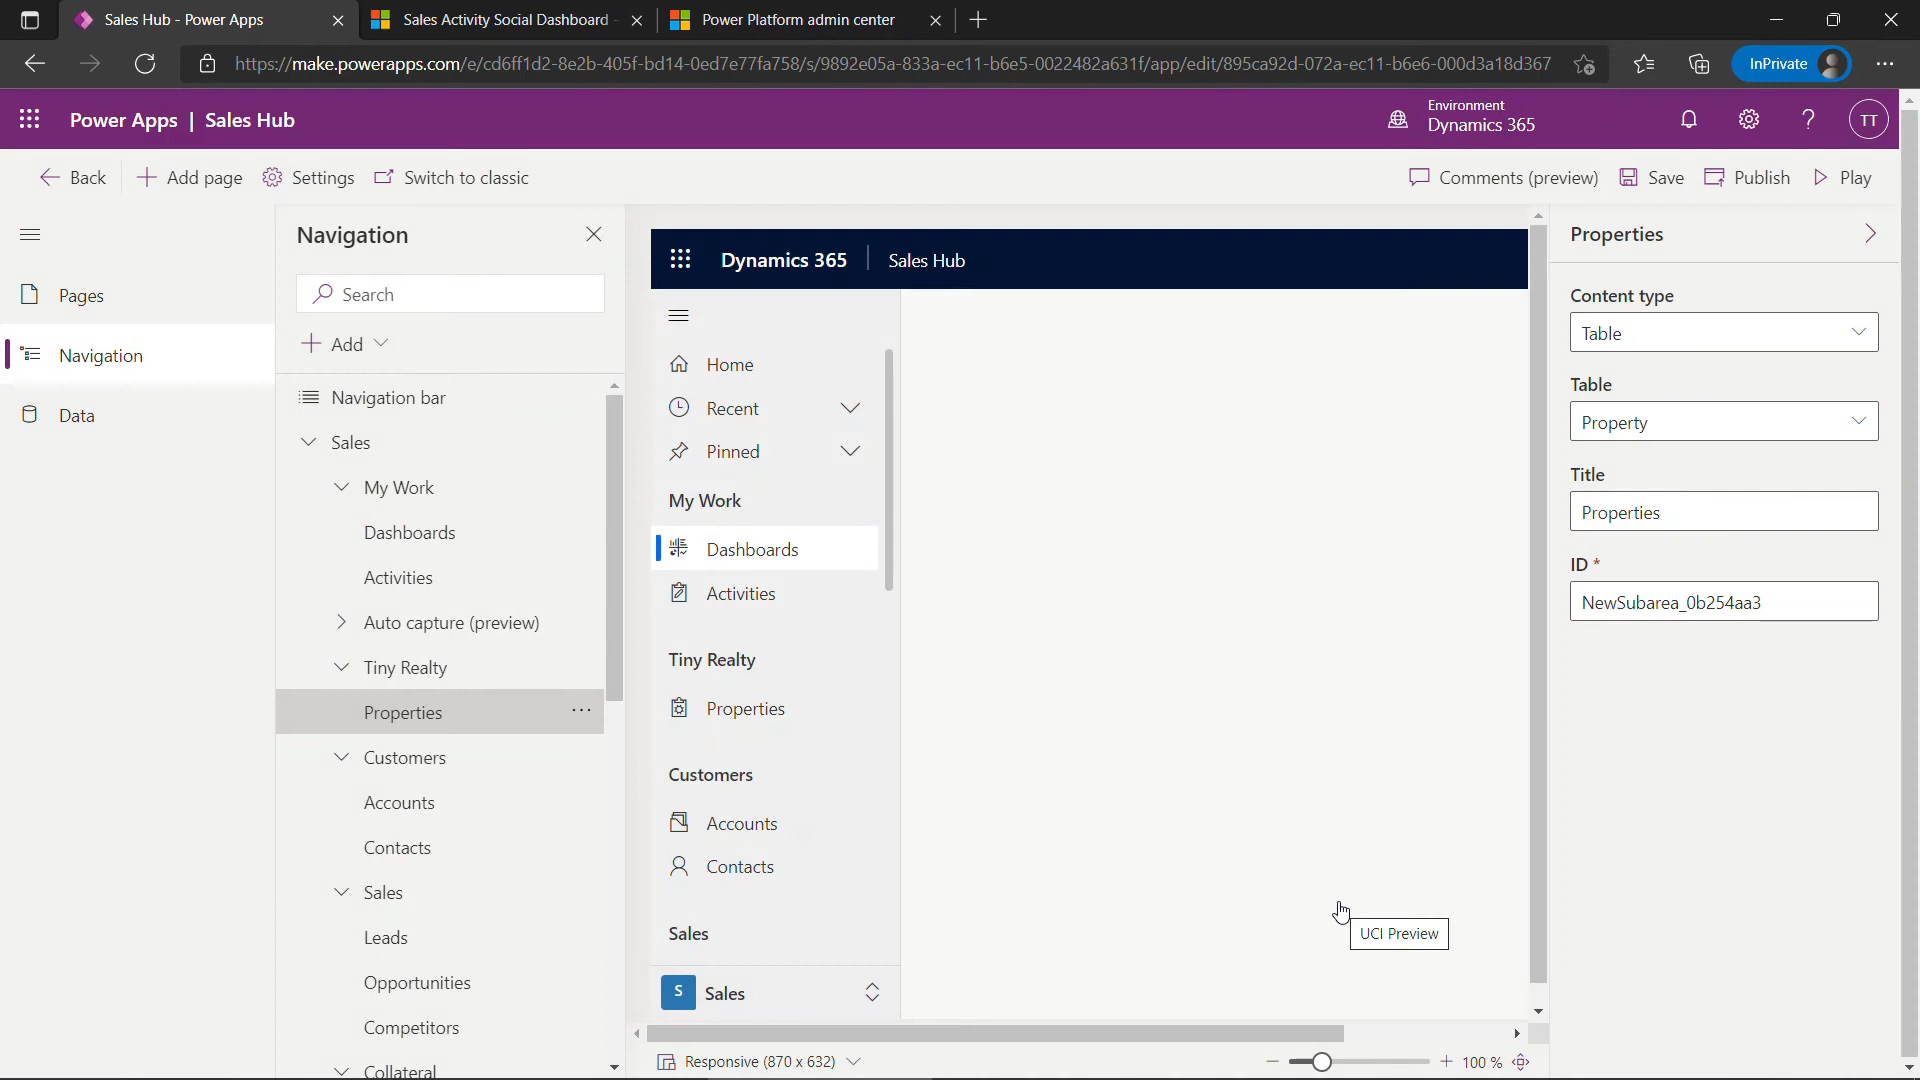 Sales Hub - Power Apps
Sales Activity Social Dashboard -
Power Platform admin center
https://make.powerapps.com/e/cd6ff1d2-8e2b-405f-bd14-0ed7e77fa758/s/9892e05a-833a-ec11-b6e5-0022482a631f/app/edit/895ca92d-072a-ec11-b6e6-000d3a18d367
InPrivate
Power Apps | Sales Hub
Environment
Dynamics 365
?
TT
Back
Add page
Settings
Switch to classic
Comments (preview)
Save
Publish
Play
Pages
Navigation
Data
Navigation
Search
Add
Navigation bar
Sales
My Work
Dashboards
Activities
Auto capture (preview)
Tiny Realty
Properties
...
Customers
Accounts
Contacts
Sales
Leads
Opportunities
Competitors
Collateral
Dynamics 365
Sales Hub
Home
Recent
Pinned
My Work
Dashboards
Activities
Tiny Realty
Properties
Customers
Accounts
Contacts
Sales
S
Sales
UCI Preview
Responsive (870 x 632)
100 %
Properties
Content type
Table
Table
Property
Title
Properties
ID *
NewSubarea_0b254aa3